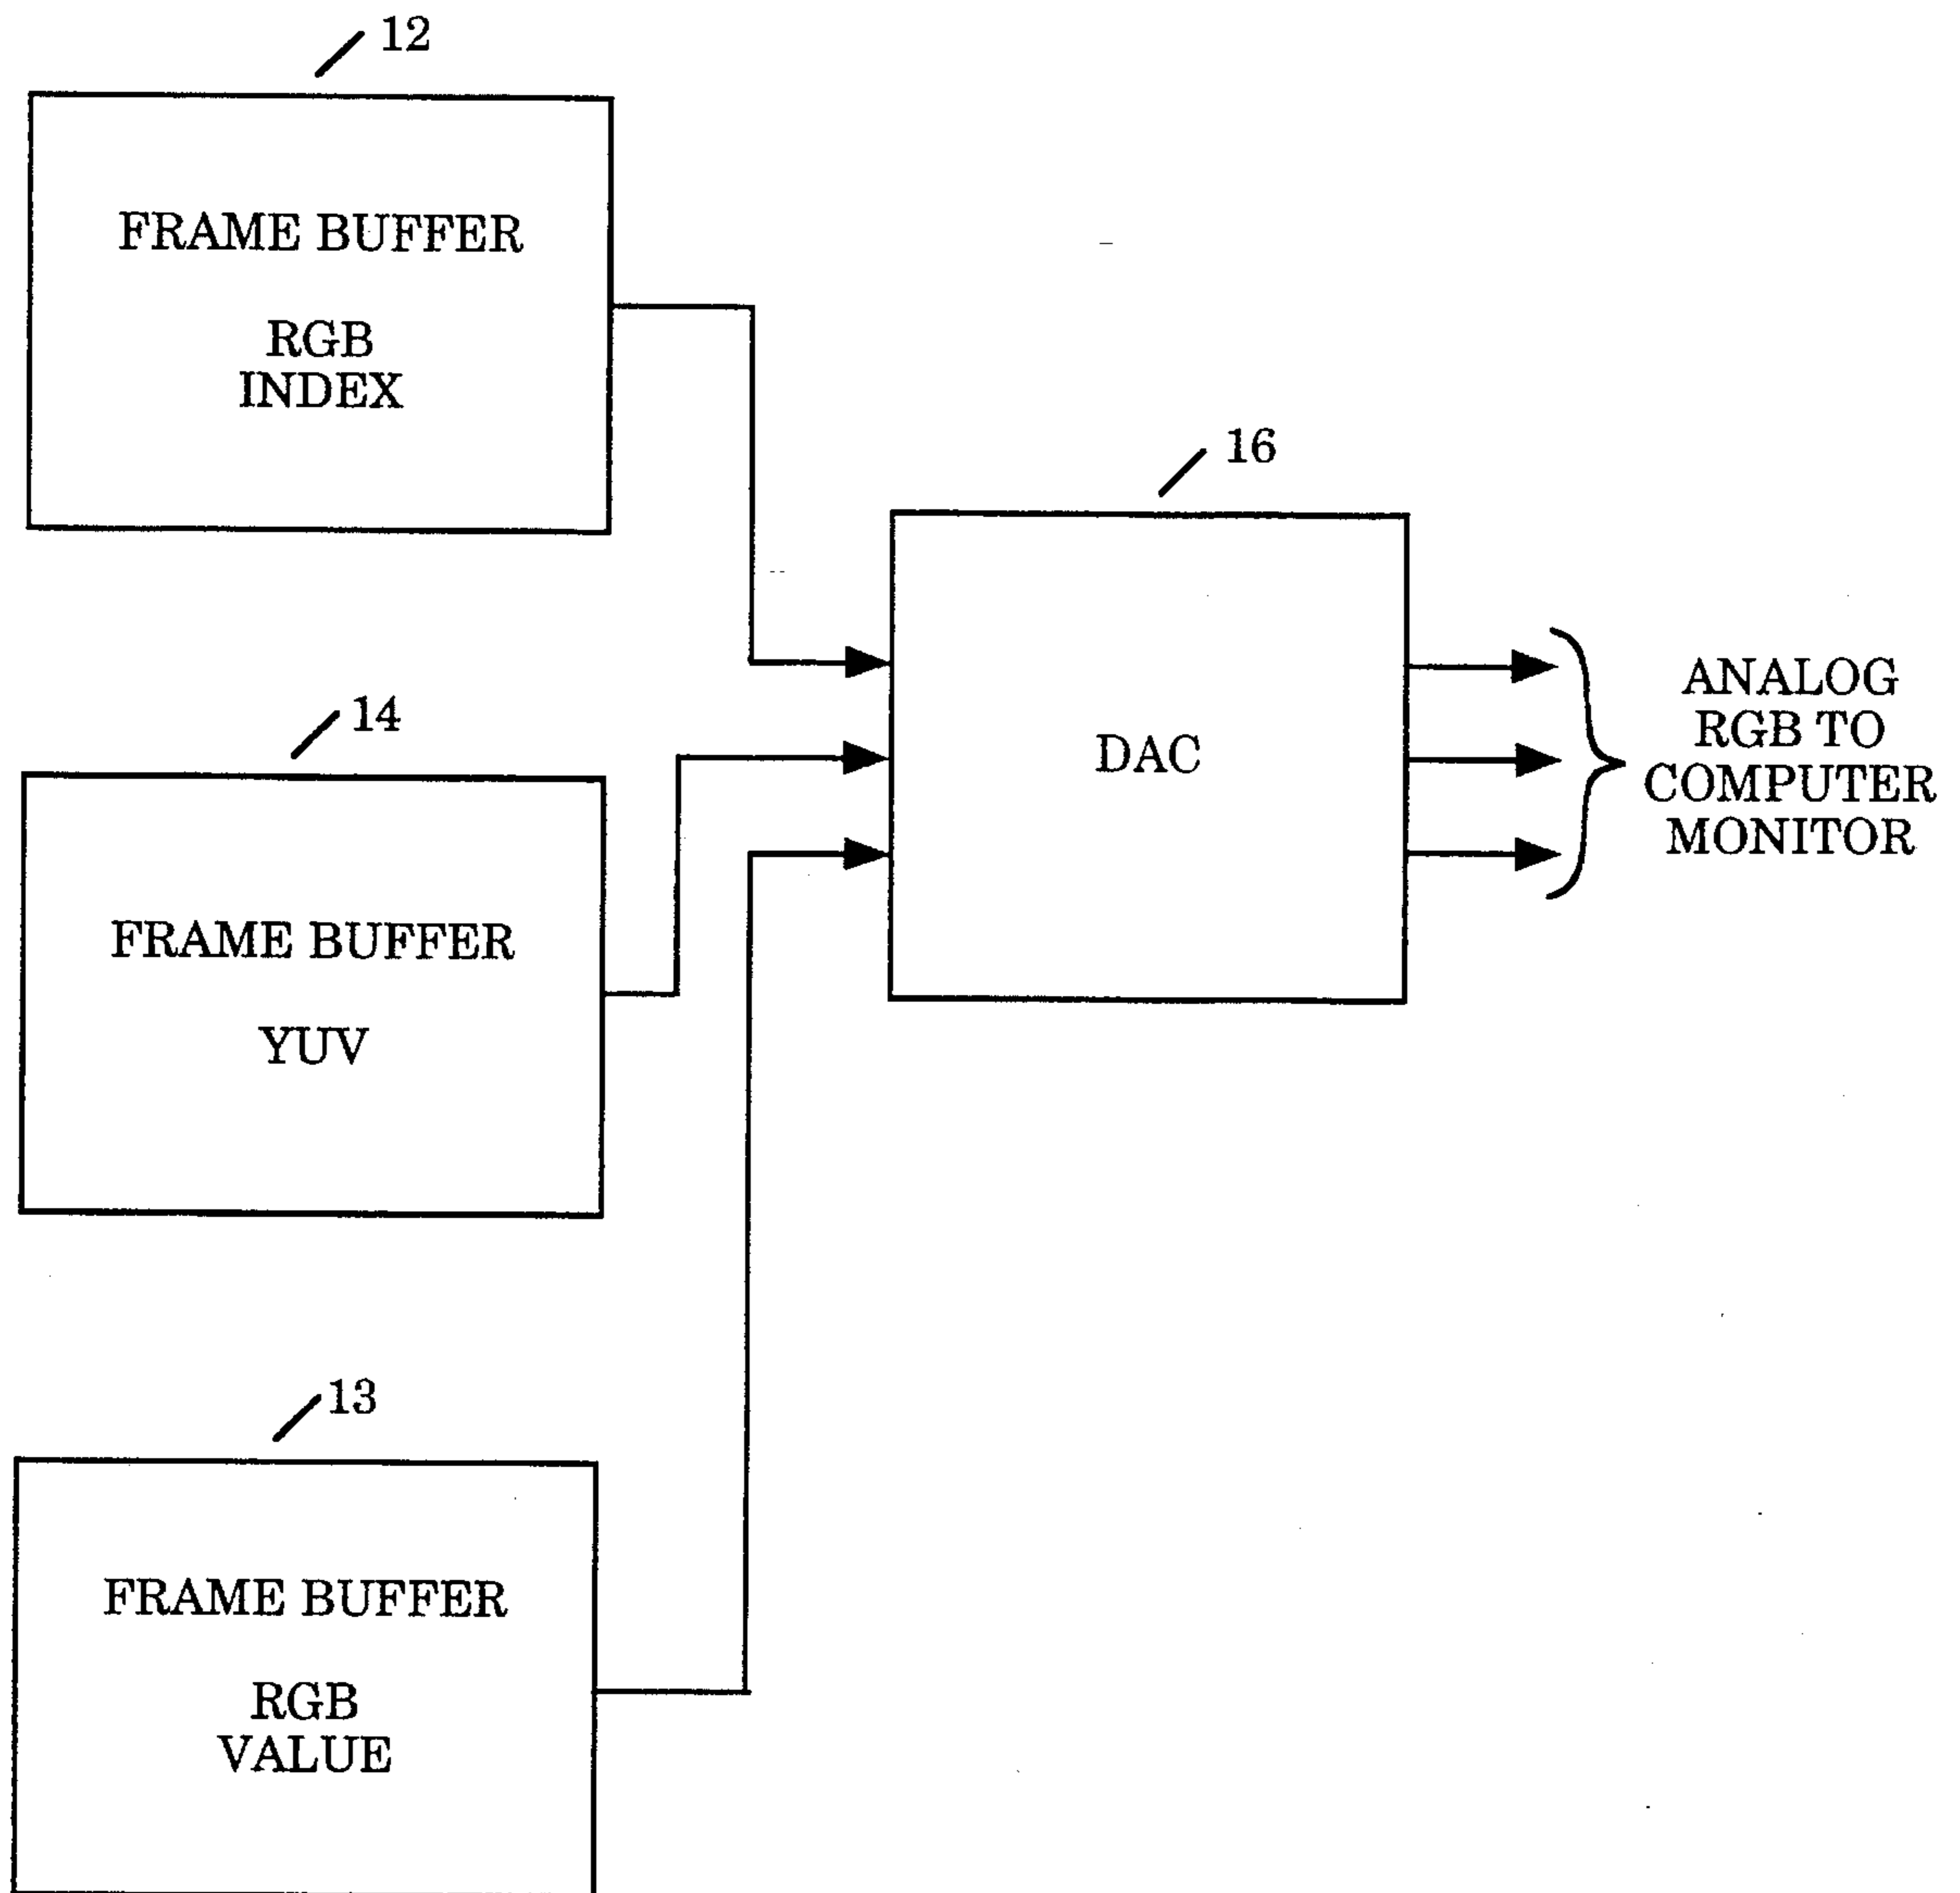 12
FRAME BUFFER
RGB
INDEX
16
DAC
ANALOG
RGB TO
COMPUTER
MONITOR
14
FRAME BUFFER
YUV
13
FRAME BUFFER
RGB
VALUE